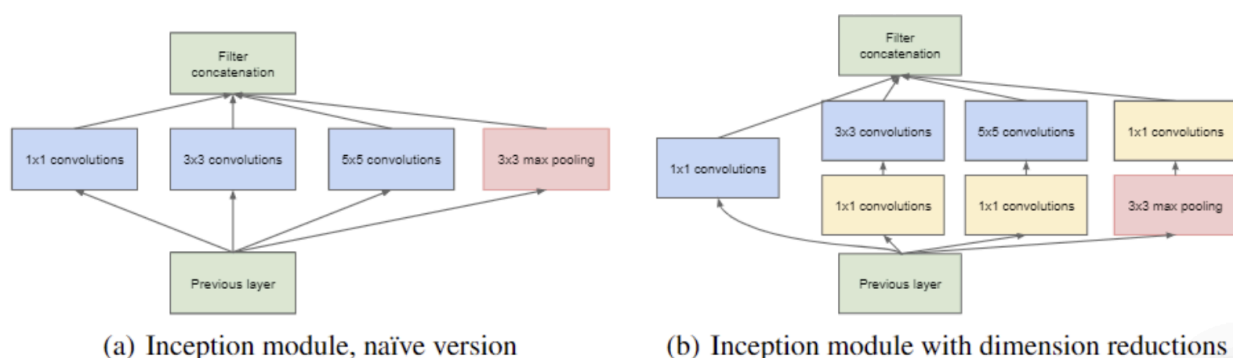 Filter
concatenation
1x1 convolutions
3x3 convolutions
5x5 convolutions
3x3 max pooling
Previous layer
(a) Inception module, naïve version
Filter
concatenation
3x3 convolutions
5x5 convolutions
1x1 convolutions
1x1 convolutions
1x1 convolutions
1x1 convolutions
3x3 max pooling
Previous layer
(b) Inception module with dimension reductions